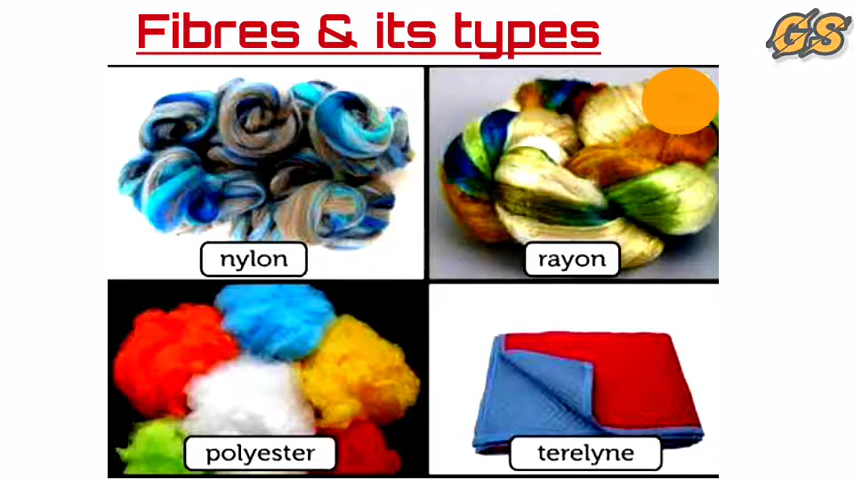 Fibres & its types
GS
nylon
rayon
polyester
terelyne